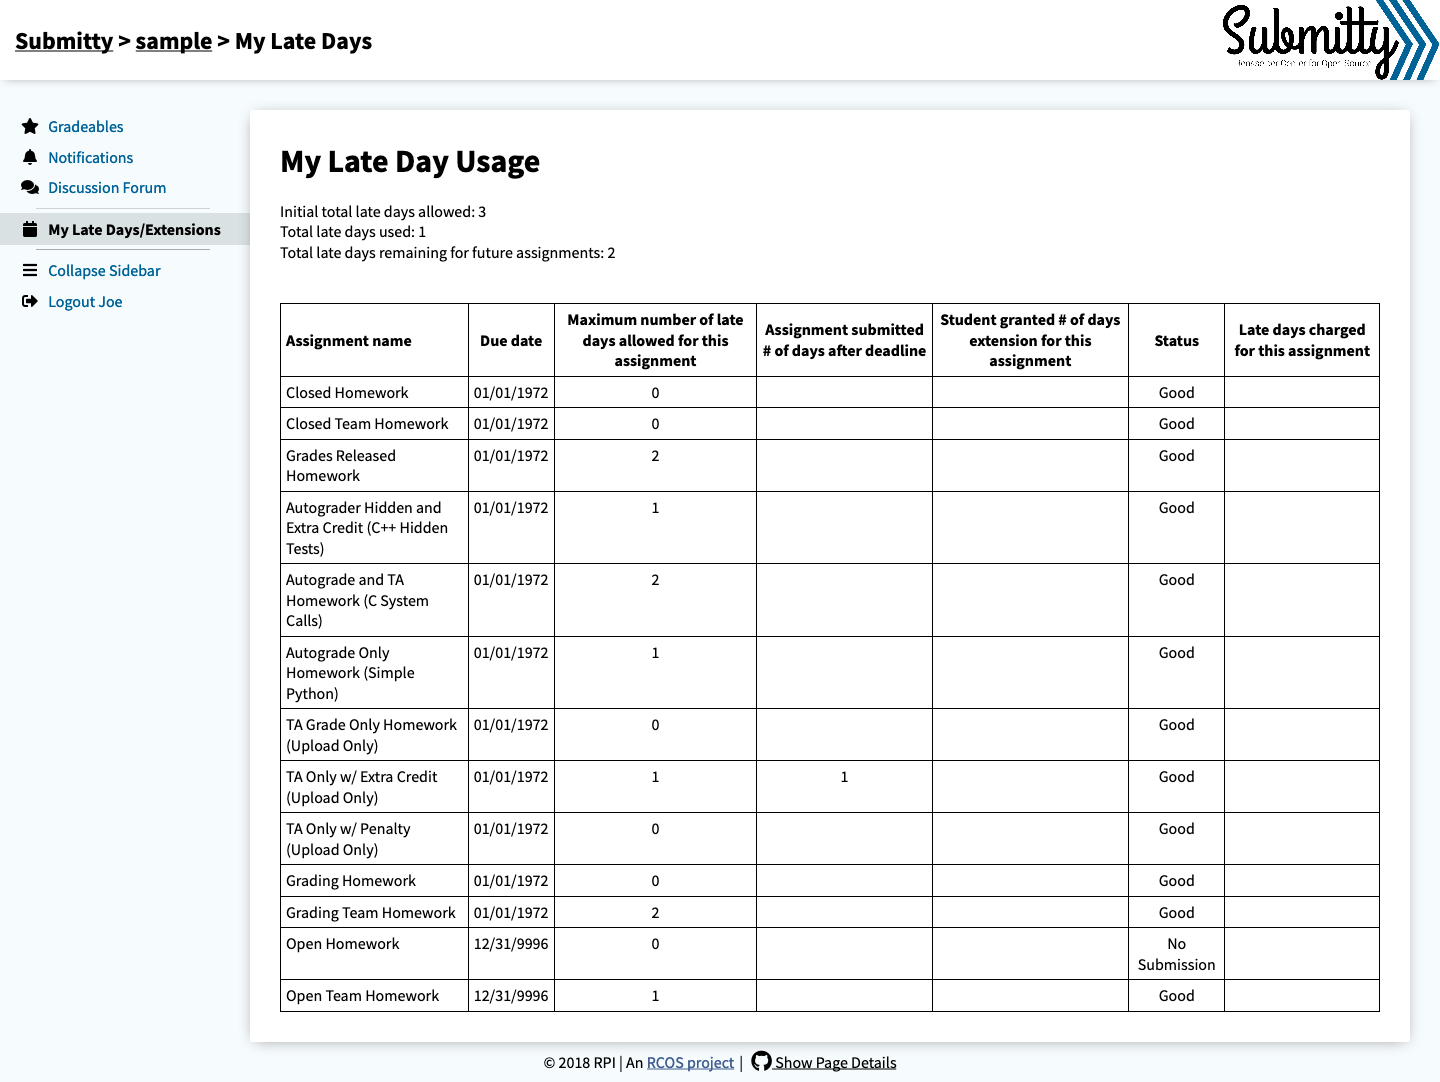 Submitty > sample > My Late Days
Submitty
Gradeables
Notifications
Discussion Forum
My Late Days/Extensions
Collapse Sidebar
Logout Joe
My Late Day Usage
Initial total late days allowed: 3
Total late days used: 1
Total late days remaining for future assignments: 2
Assignment name | Due date | Maximum number of late days allowed for this assignment | Assignment submitted # of days after deadline | Student granted # of days extension for this assignment | Status | Late days charged for this assignment
Closed Homework 01/01/1972 0 Good
Closed Team Homework 01/01/1972 0 Good
Grades Released Homework 01/01/1972 2 Good
Autograder Hidden and Extra Credit (C++ Hidden Tests) 01/01/1972 1 Good
Autograde and TA Homework (C System Calls) 01/01/1972 2 Good
Autograde Only Homework (Simple Python) 01/01/1972 1 Good
TA Grade Only Homework (Upload Only) 01/01/1972 0 Good
TA Only w/ Extra Credit (Upload Only) 01/01/1972 1 1 Good
TA Only w/ Penalty (Upload Only) 01/01/1972 0 Good
Grading Homework 01/01/1972 0 Good
Grading Team Homework 01/01/1972 2 Good
Open Homework 12/31/9996 0 No Submission
Open Team Homework 12/31/9996 1 Good
© 2018 RPI | An RCOS project | Show Page Details